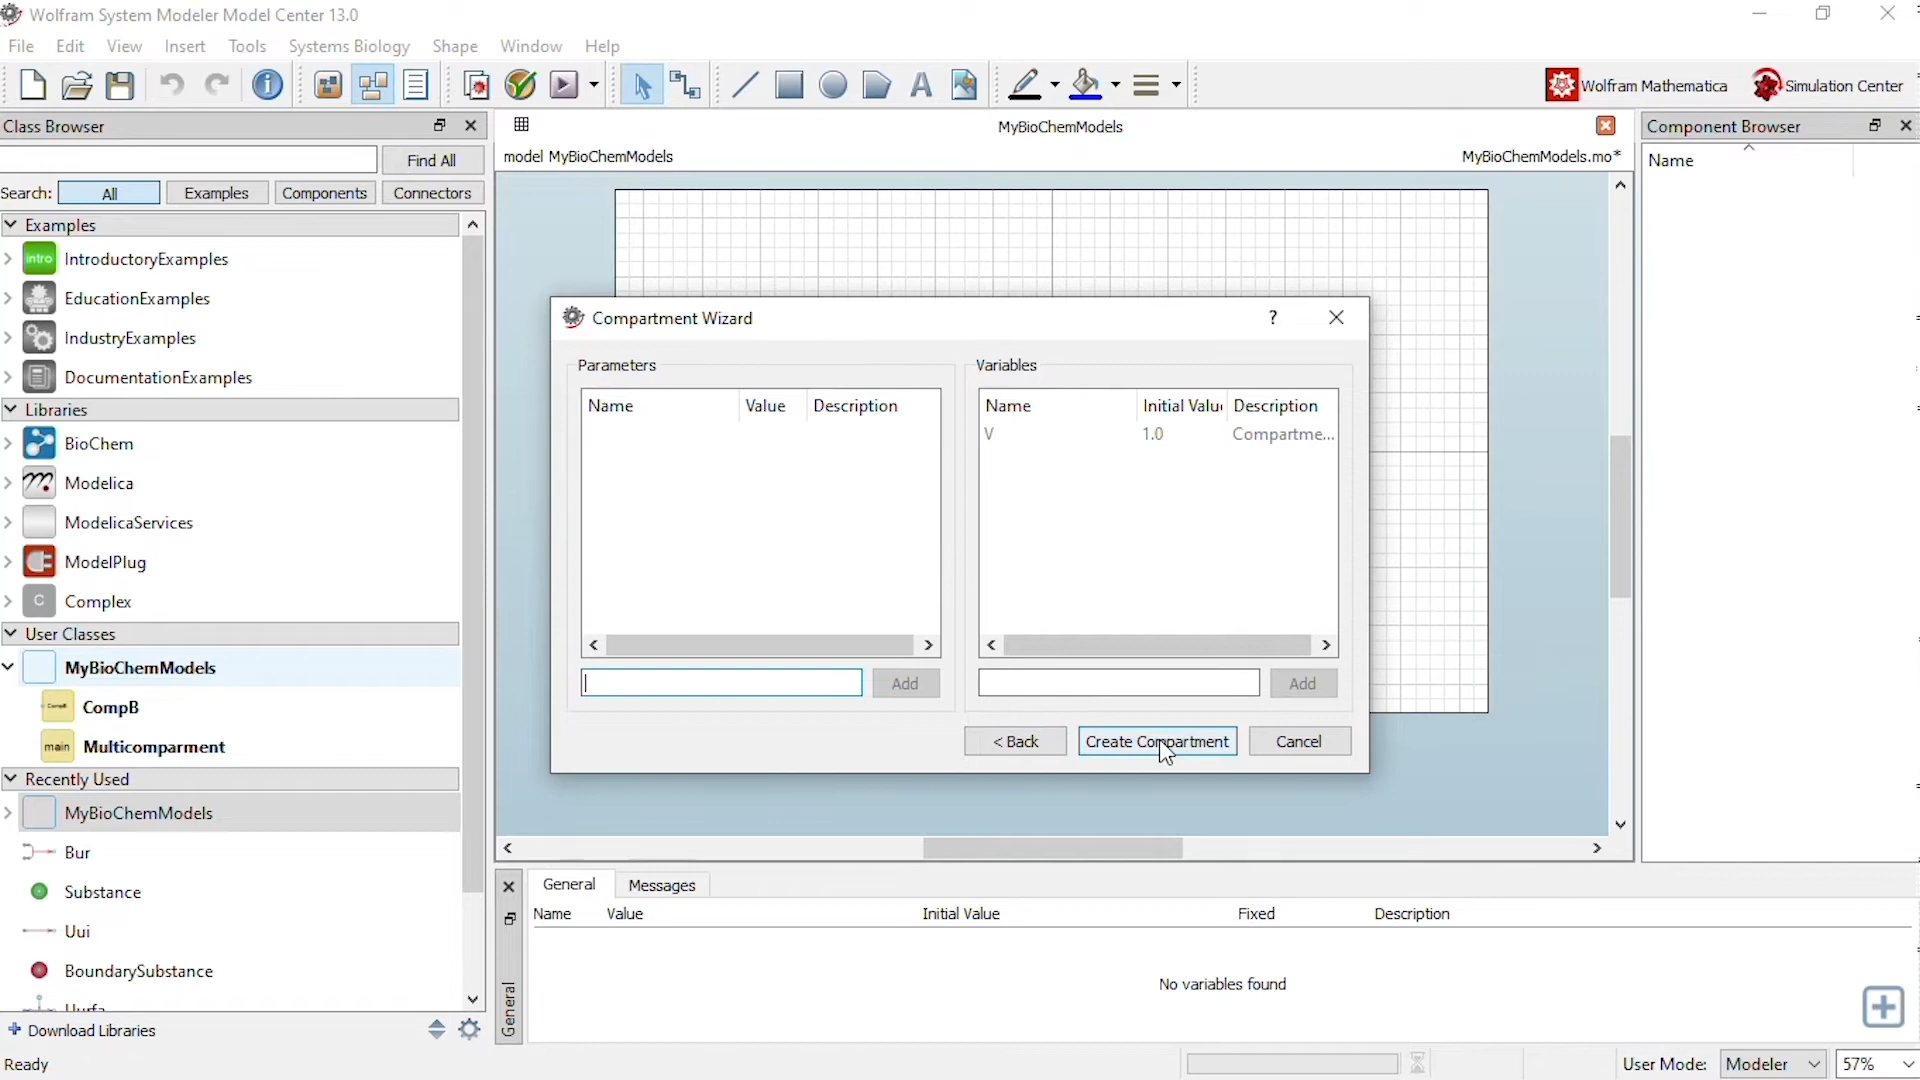 Wolfram System Modeler Model Center 13.0
File Edit View Insert Tools Systems Biology Shape Window Help
Wolfram Mathematica Simulation Center
Class Browser
Find All
Search: All Examples Components Connectors
Examples
intro IntroductoryExamples
EducationExamples
IndustryExamples
DocumentationExamples
Libraries
BioChem
Modelica
ModelicaServices
ModelPlug
C Complex
User Classes
MyBioChemModels
CompB CompB
main Multicomparment
Recently Used
MyBioChemModels
Bur
Substance
Uui
BoundarySubstance
+ Download Libraries
Ready
MyBioChemModels
model MyBioChemModels MyBioChemModels.mo*
Compartment Wizard ?
Parameters
Name Value Description
Add
Variables
Name Initial Valu Description
V 1.0 Compartme...
Add
< Back Create Compartment Cancel
Component Browser
Name
General Messages
Name Value Initial Value Fixed Description
No variables found
General
User Mode: Modeler 57%